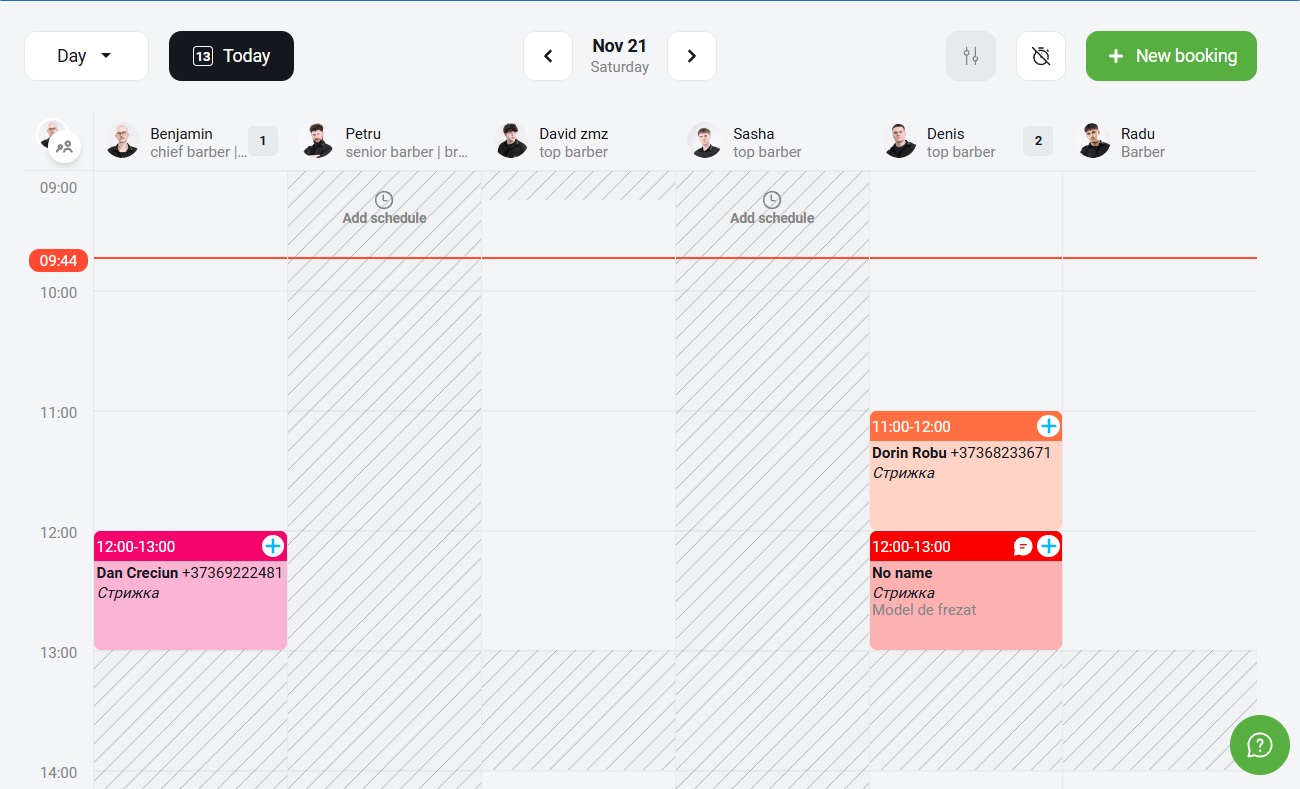 Day
13 Today
Nov 21
Saturday
+ New booking
Benjamin
chief barber |...
1
Petru
senior barber | br...
David zmz
top barber
Sasha
top barber
Denis
top barber
2
Radu
Barber
09:00
Add schedule
Add schedule
09:44
10:00
11:00
11:00-12:00
Dorin Robu +37368233671
Стрижка
12:00
12:00-13:00
Dan Creciun +37369222481
Стрижка
12:00-13:00
No name
Стрижка
Model de frezat
13:00
14:00